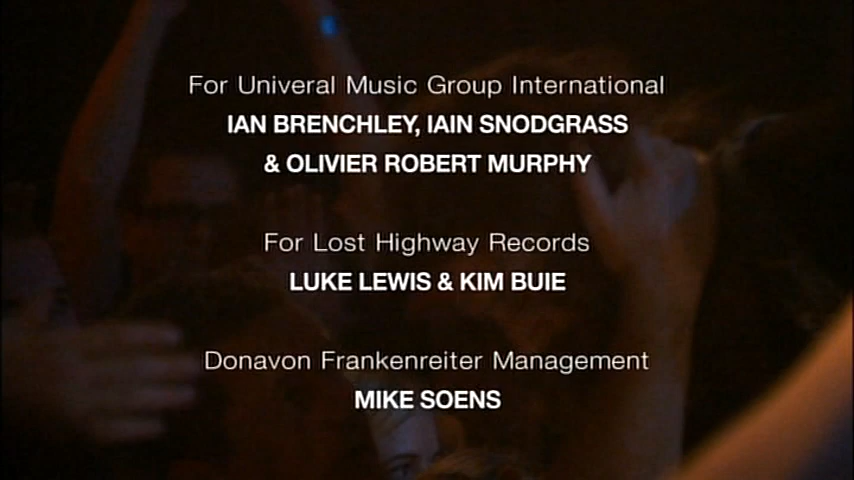 For Univeral Music Group International
IAN BRENCHLEY, IAIN SNODGRASS
& OLIVIER ROBERT MURPHY
For Lost Highway Records
LUKE LEWIS & KIM BUIE
Donavon Frankenreiter Management
MIKE SOENS